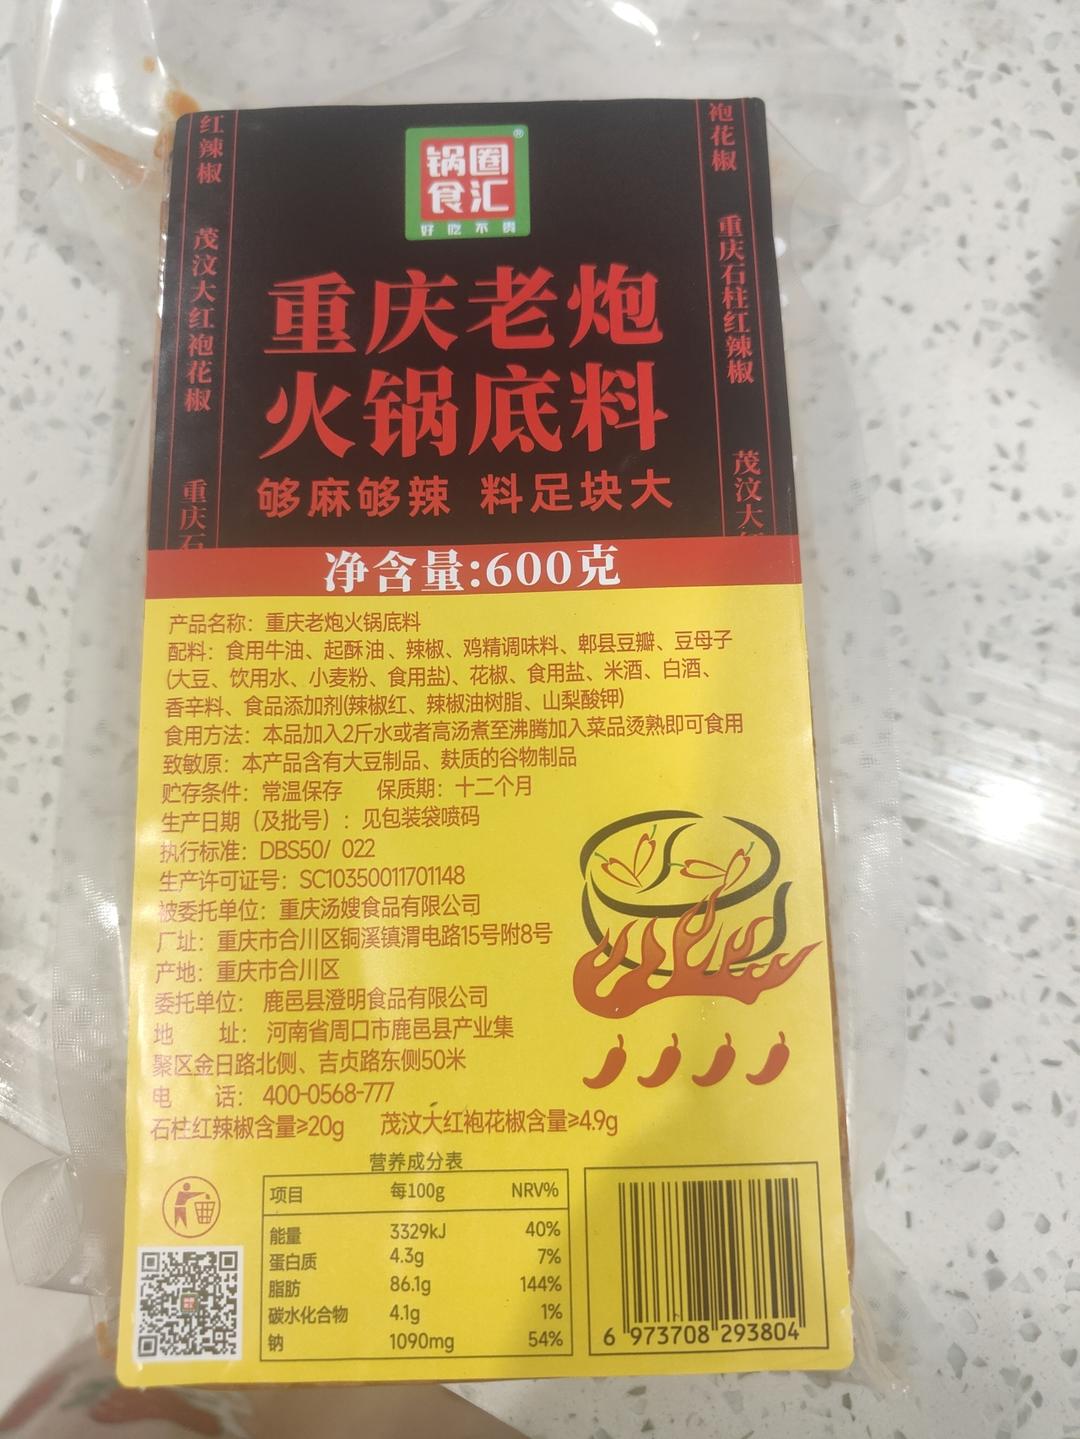 锅圈®
食汇
好吃不贵
红辣椒
茂汶大红袍花椒
重庆石
袍花椒
重庆石柱红辣椒
茂汶大
重庆老炮
火锅底料
够麻够辣 料足块大
净含量:600克
产品名称：重庆老炮火锅底料
配料：食用牛油、起酥油、辣椒、鸡精调味料、郫县豆瓣、豆母子
(大豆、饮用水、小麦粉、食用盐)、花椒、食用盐、米酒、白酒、
香辛料、食品添加剂(辣椒红、辣椒油树脂、山梨酸钾)
食用方法：本品加入2斤水或者高汤煮至沸腾加入菜品烫熟即可食用
致敏原：本产品含有大豆制品、麸质的谷物制品
贮存条件：常温保存 保质期：十二个月
生产日期（及批号）：见包装袋喷码
执行标准：DBS50/ 022
生产许可证号：SC10350011701148
被委托单位：重庆汤嫂食品有限公司
厂址：重庆市合川区铜溪镇渭电路15号附8号
产地：重庆市合川区
委托单位：鹿邑县澄明食品有限公司
地 址：河南省周口市鹿邑县产业集
聚区金日路北侧、吉贞路东侧50米
电 话：400-0568-777
石柱红辣椒含量≥20g 茂汶大红袍花椒含量≥4.9g
营养成分表
项目 每100g NRV%
能量 3329kJ 40%
蛋白质 4.3g 7%
脂肪 86.1g 144%
碳水化合物 4.1g 1%
钠 1090mg 54%
6 973708 293804